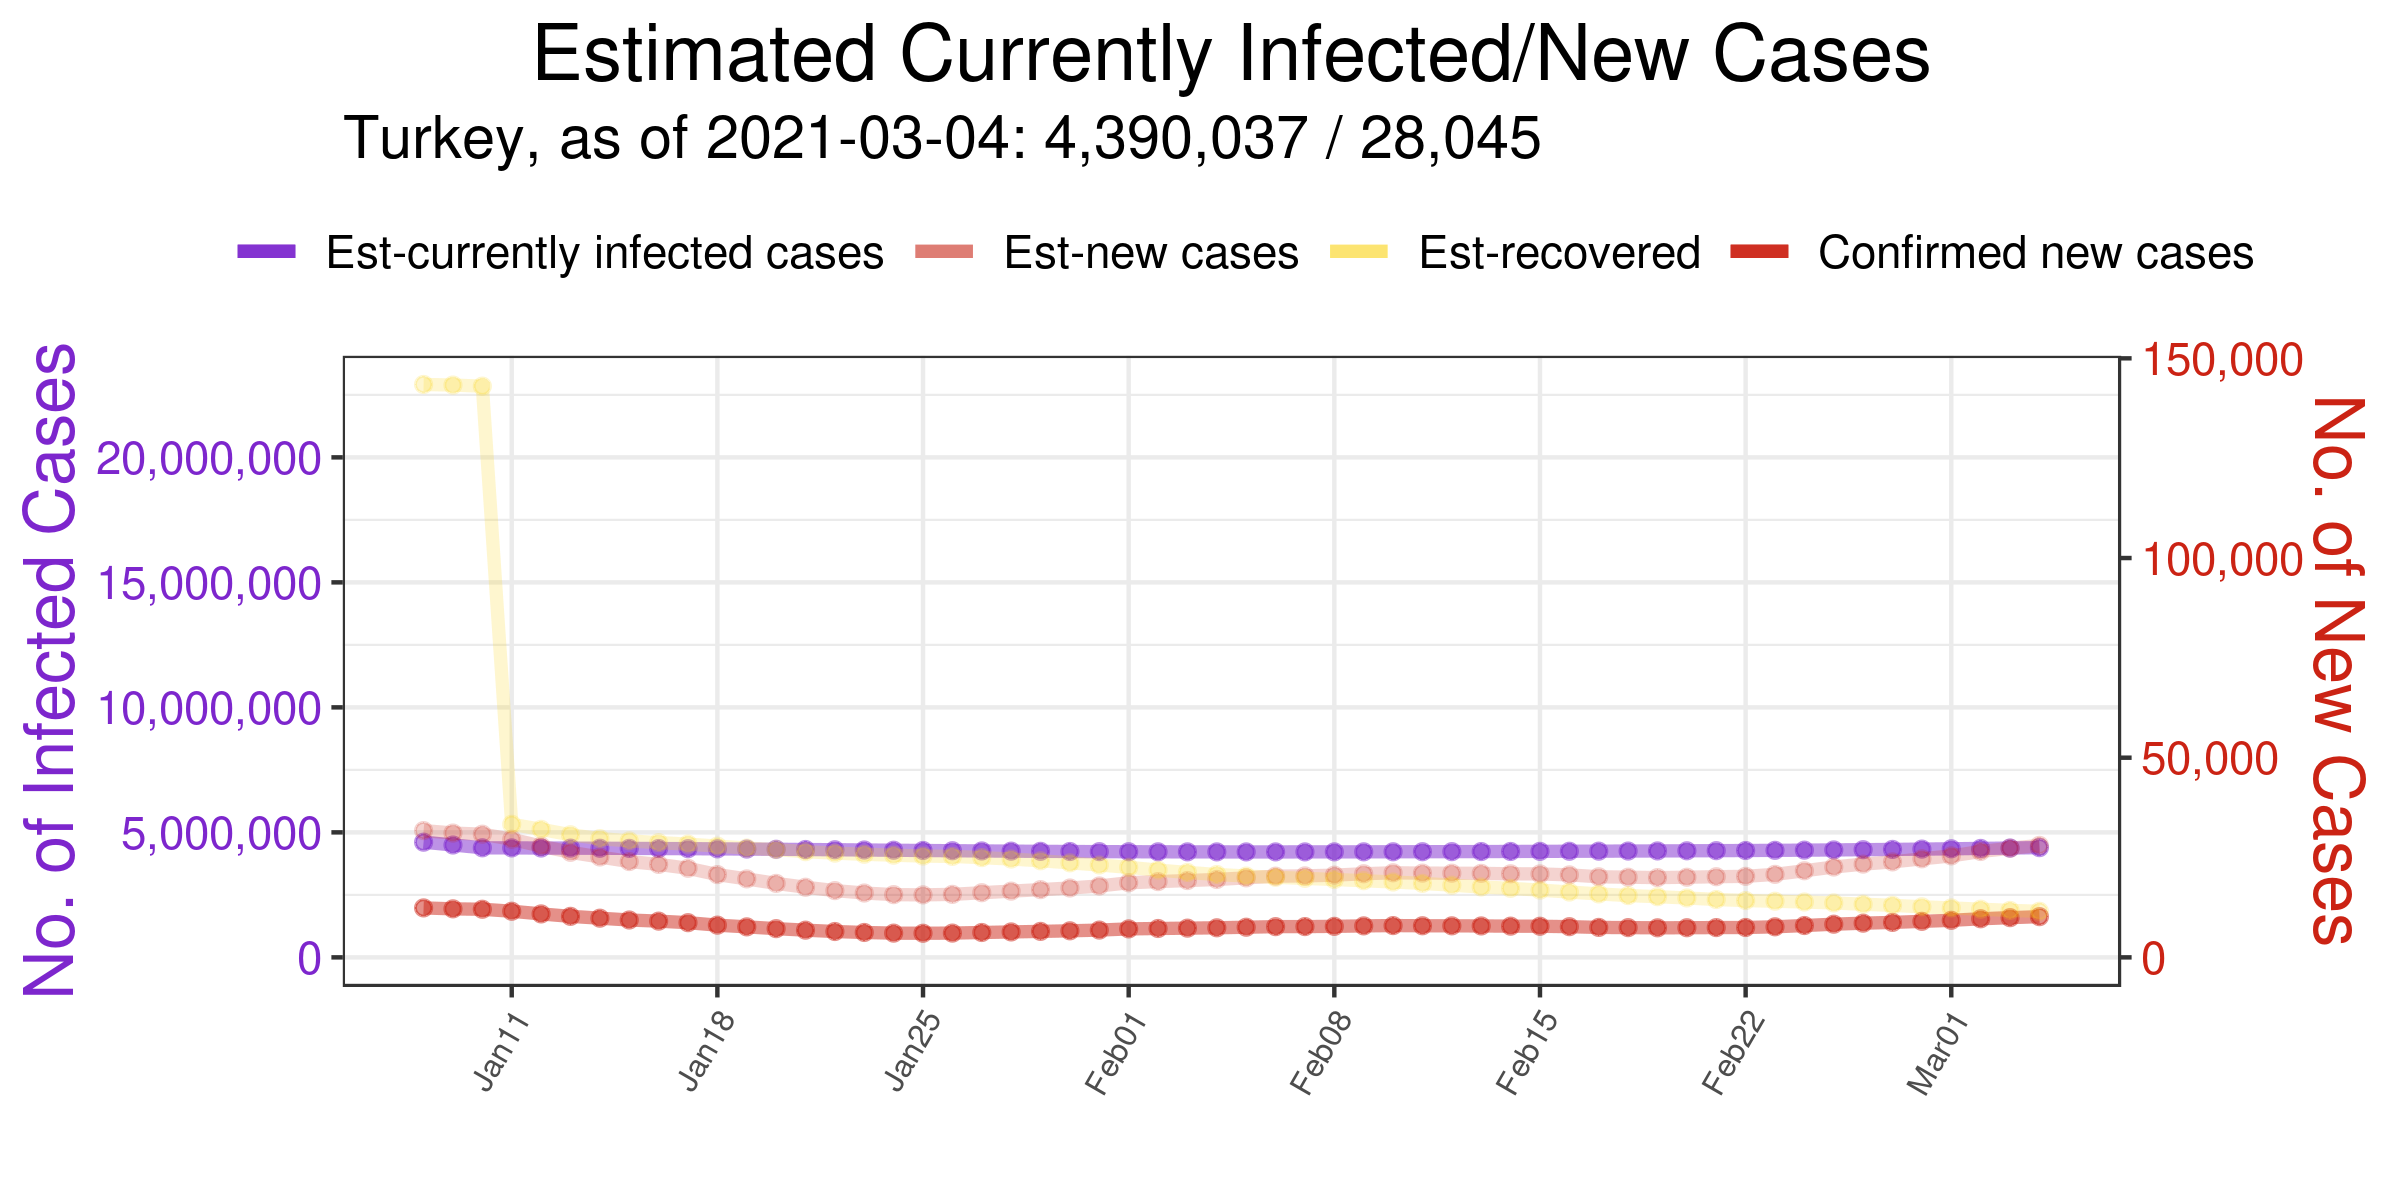 Estimated Currently Infected/New Cases
Turkey, as of 2021-03-04: 4,390,037 / 28,045
Est-currently infected cases Est-new cases Est-recovered Confirmed new cases
No. of Infected Cases
20,000,000
15,000,000
10,000,000
5,000,000
0
150,000
100,000
50,000
0
No. of New Cases
Jan11 Jan18 Jan25 Feb01 Feb08 Feb15 Feb22 Mar01